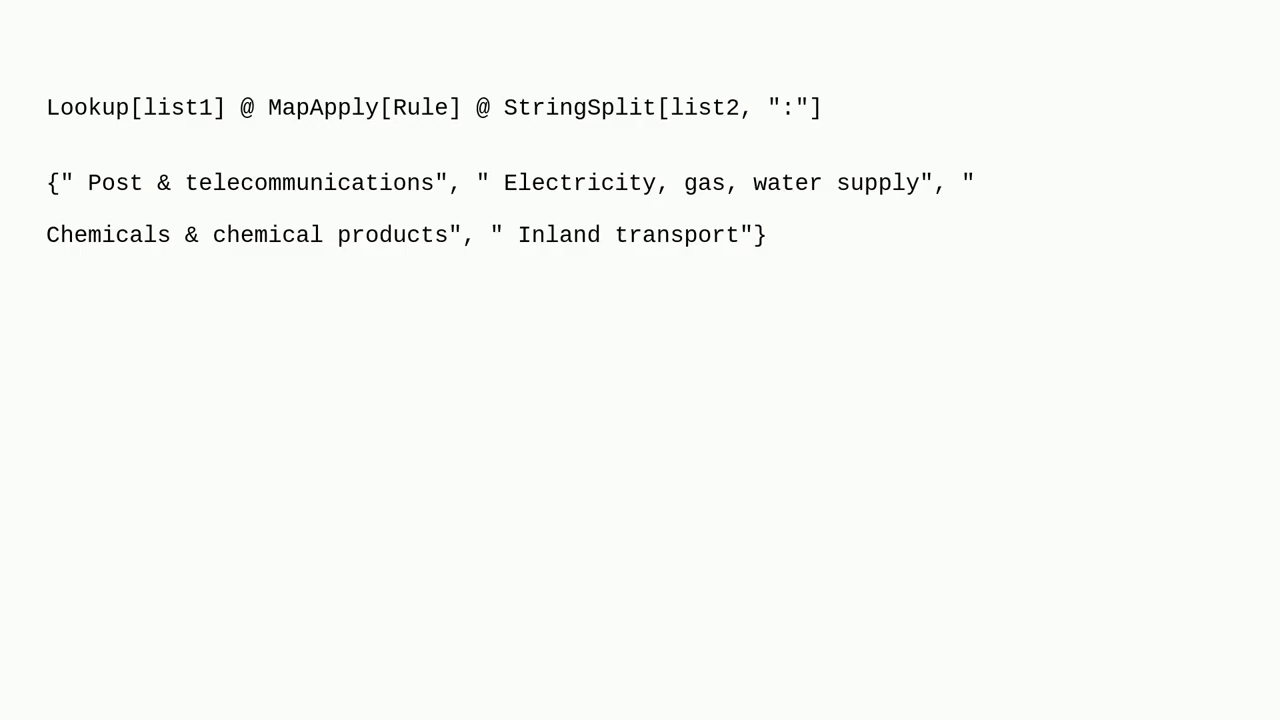 Lookup[list1] @ MapApply[Rule] @ StringSplit[list2, ":"]
{" Post & telecommunications", " Electricity, gas, water supply", "
Chemicals & chemical products", " Inland transport"}